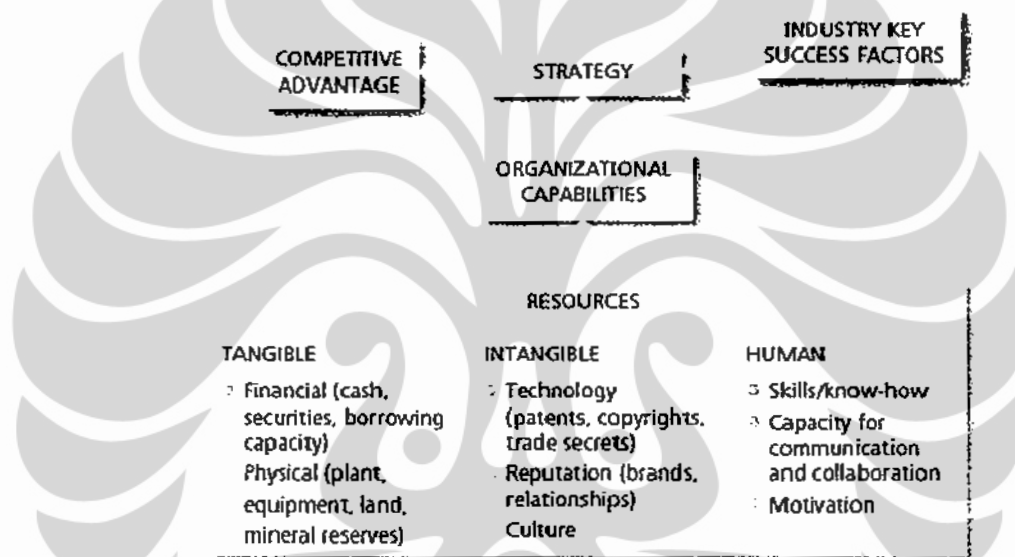 COMPETITIVE
ADVANTAGE
STRATEGY
INDUSTRY KEY
SUCCESS FACTORS
ORGANIZATIONAL
CAPABILITIES
RESOURCES
TANGIBLE
Financial (cash,
securities, borrowing
capacity)
Physical (plant,
equipment, land,
mineral reserves)
INTANGIBLE
Technology
(patents, copyrights,
trade secrets)
Reputation (brands,
relationships)
Culture
HUMAN
Skills/know-how
Capacity for
communication
and collaboration
Motivation